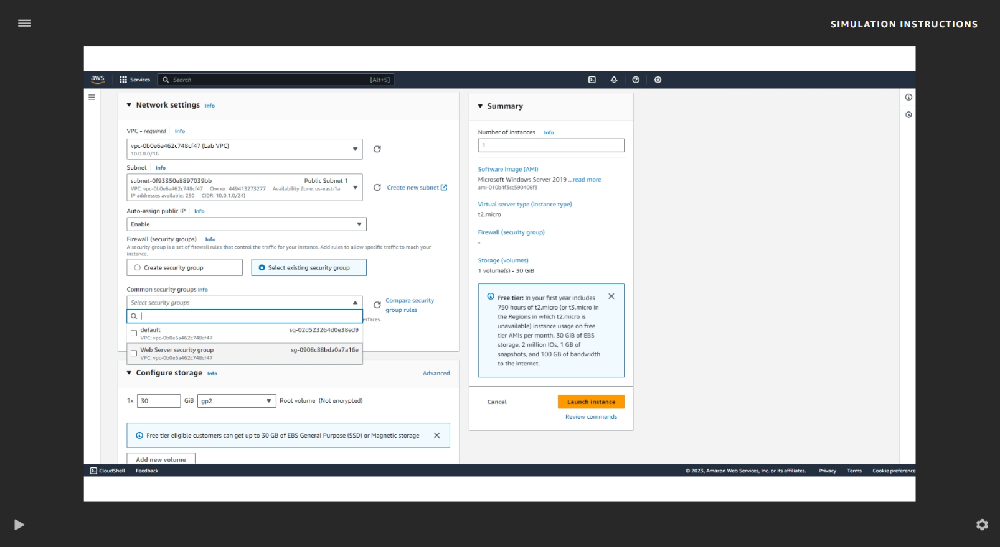 SIMULATION INSTRUCTIONS
aws Services Search [Alt+S]
Network settings Info
VPC - required Info
vpc-0b0e6a462c748cf47 (Lab VPC)
10.0.0.0/16
Subnet Info
subnet-0f93350e8897039bb Public Subnet 1
VPC: vpc-0b0e6a462c748cf47 Owner: 449413273277 Availability Zone: us-east-1a
IP addresses available: 250 CIDR: 10.0.1.0/24)
Create new subnet
Auto-assign public IP Info
Enable
Firewall (security groups) Info
A security group is a set of firewall rules that control the traffic for your instance. Add rules to allow specific traffic to reach your
instance.
Create security group
Select existing security group
Common security groups Info
Select security groups
Compare security
group rules
erfaces.
default sg-02d523264d0e38ed9
VPC: vpc-0b0e6a462c748cf47
Web Server security group sg-0908c88bda0a7a16e
VPC: vpc-0b0e6a462c748cf47
Configure storage Info Advanced
1x 30 GiB gp2 Root volume (Not encrypted)
Free tier eligible customers can get up to 30 GB of EBS General Purpose (SSD) or Magnetic storage
Add new volume
Summary
Number of instances Info
1
Software Image (AMI)
Microsoft Windows Server 2019 ...read more
ami-010b4f3cc590406f3
Virtual server type (instance type)
t2.micro
Firewall (security group)
-
Storage (volumes)
1 volume(s) - 30 GiB
Free tier: In your first year includes
750 hours of t2.micro (or t3.micro in
the Regions in which t2.micro is
unavailable) instance usage on free
tier AMIs per month, 30 GiB of EBS
storage, 2 million IOs, 1 GB of
snapshots, and 100 GB of bandwidth
to the internet.
Cancel
Launch instance
Review commands
CloudShell Feedback © 2023, Amazon Web Services, Inc. or its affiliates. Privacy Terms Cookie preference